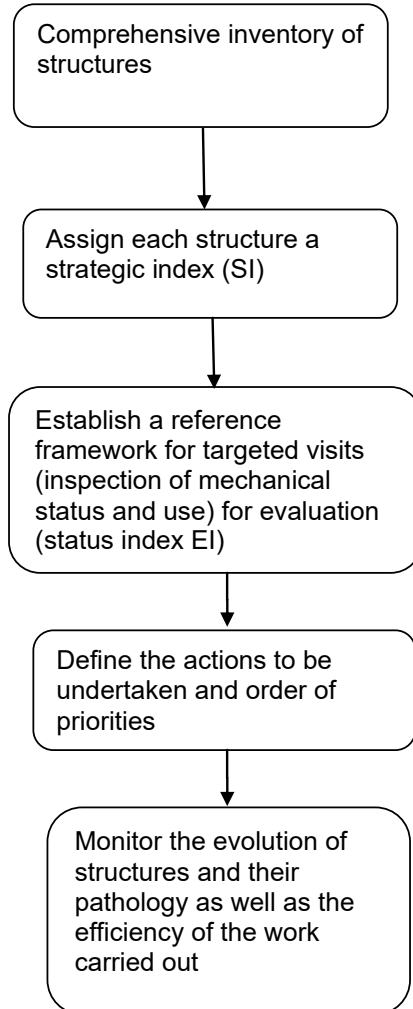 Comprehensive inventory of
structures
Assign each structure a
strategic index (SI)
Establish a reference
framework for targeted visits
(inspection of mechanical
status and use) for evaluation
(status index EI)
Define the actions to be
undertaken and order of
priorities
Monitor the evolution of
structures and their
pathology as well as the
efficiency of the work
carried out